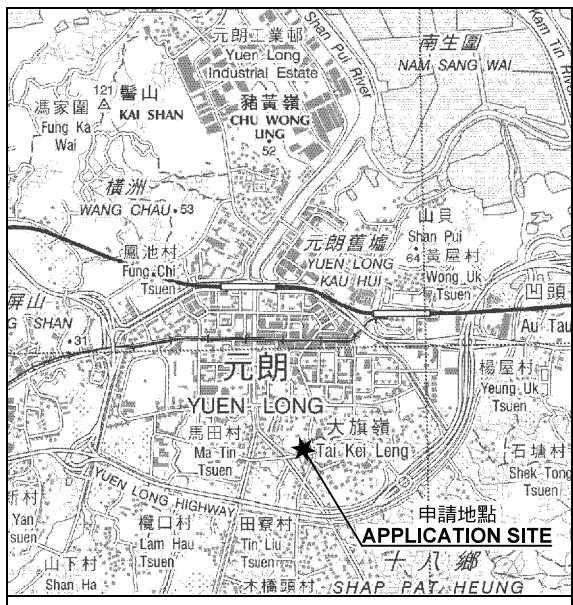 元朗工業邨
Yuen Long
Industrial Estate
Shan Pui River
Kam Tin River
南生圍
NAM SANG WAI
121
髻山
KAI SHAN
馮家圍
Fung Ka
Wai
豬黃嶺
CHU WONG
LING
52
橫洲
WANG CHAU
53
山貝
Shan Pui
鳳池村
Fung Chi
Tsuen
元朗舊墟
YUEN LONG
KAU HUI
64
黃屋村
Wong Uk
Tsuen
屏山
G SHAN
31
凹頭
Au Tau
元朗
YUEN LONG
楊屋村
Yeung Uk
Tsuen
馬田村
Ma Tin
Tsuen
大旗嶺
Tai Kei Leng
石塘村
Shek Tong
Tsuen
YUEN LONG HIGHWAY
新村
Yan
suen
欖口村
Lam Hau
Tsuen
田寮村
Tin Liu
Tsuen
申請地點
APPLICATION SITE
山下村
Shan Ha
木橋頭村
十八鄉
SHAP PAT HEUNG